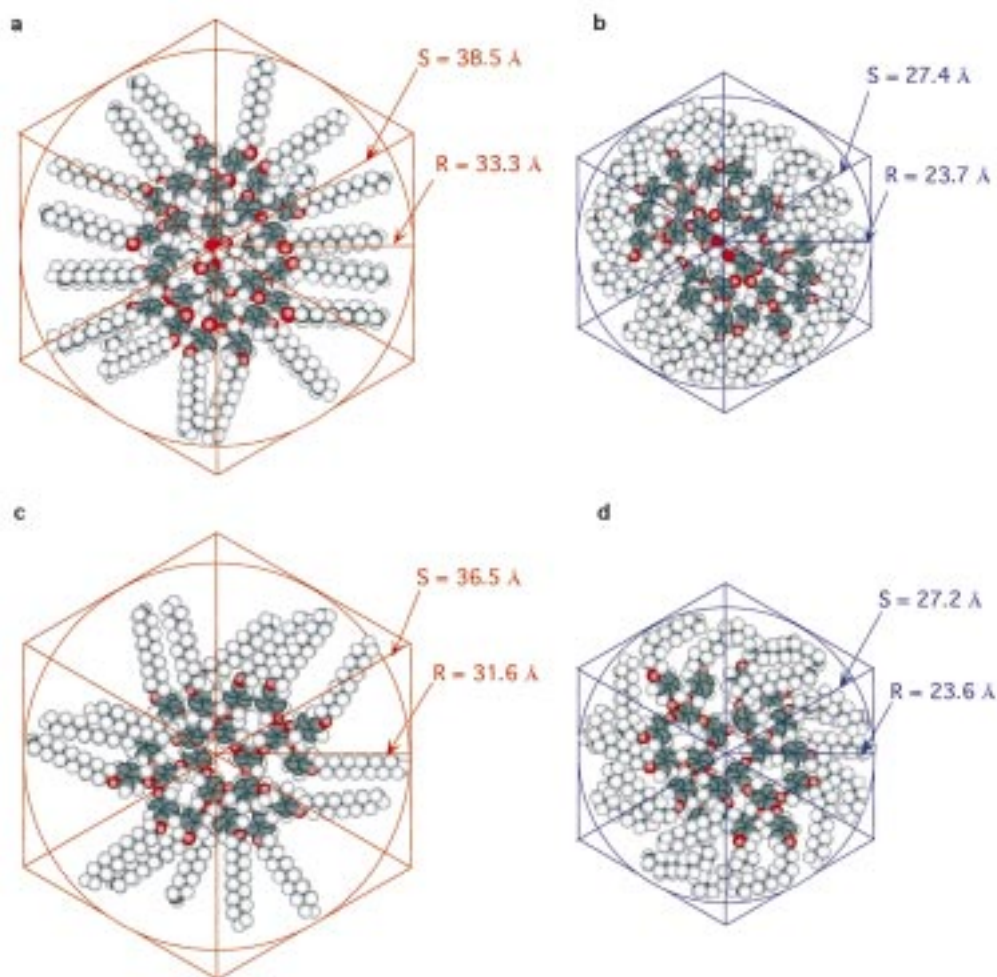 a
S = 38.5 Å
R = 33.3 Å
b
S = 27.4 Å
R = 23.7 Å
c
S = 36.5 Å
R = 31.6 Å
d
S = 27.2 Å
R = 23.6 Å